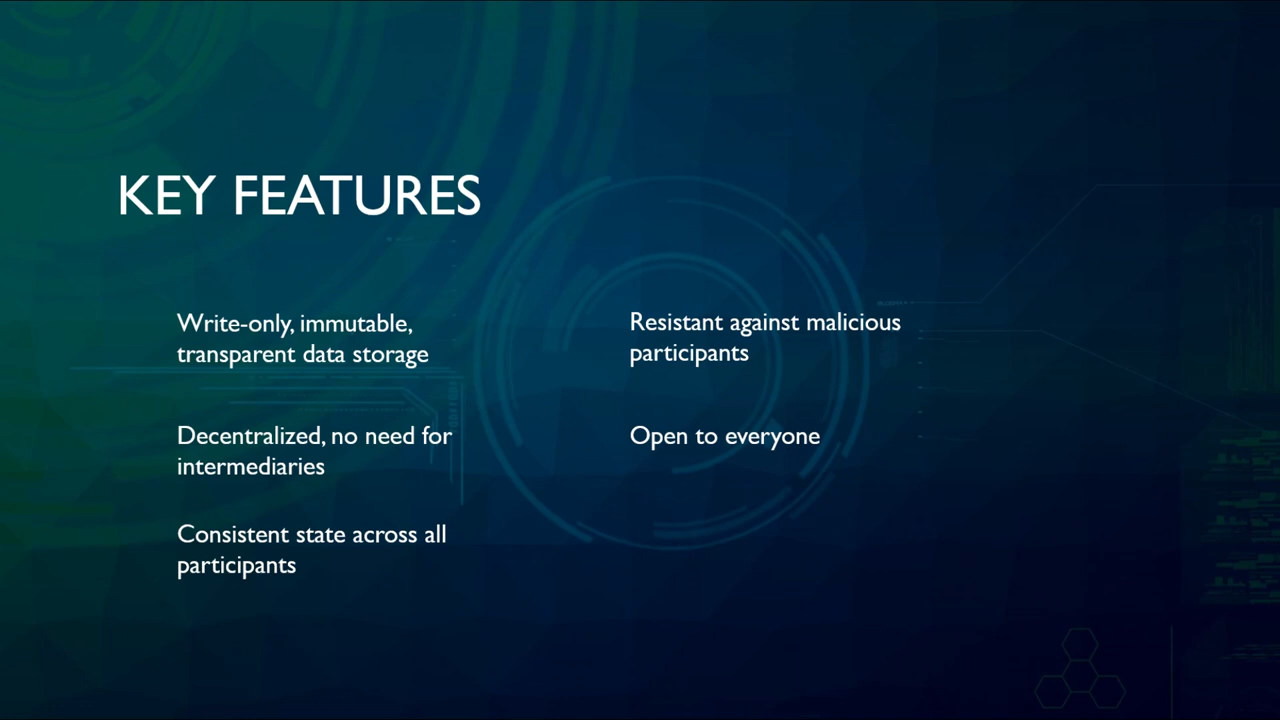 KEY FEATURES
Write-only, immutable,
transparent data storage
Decentralized, no need for
intermediaries
Consistent state across all
participants
Resistant against malicious
participants
Open to everyone